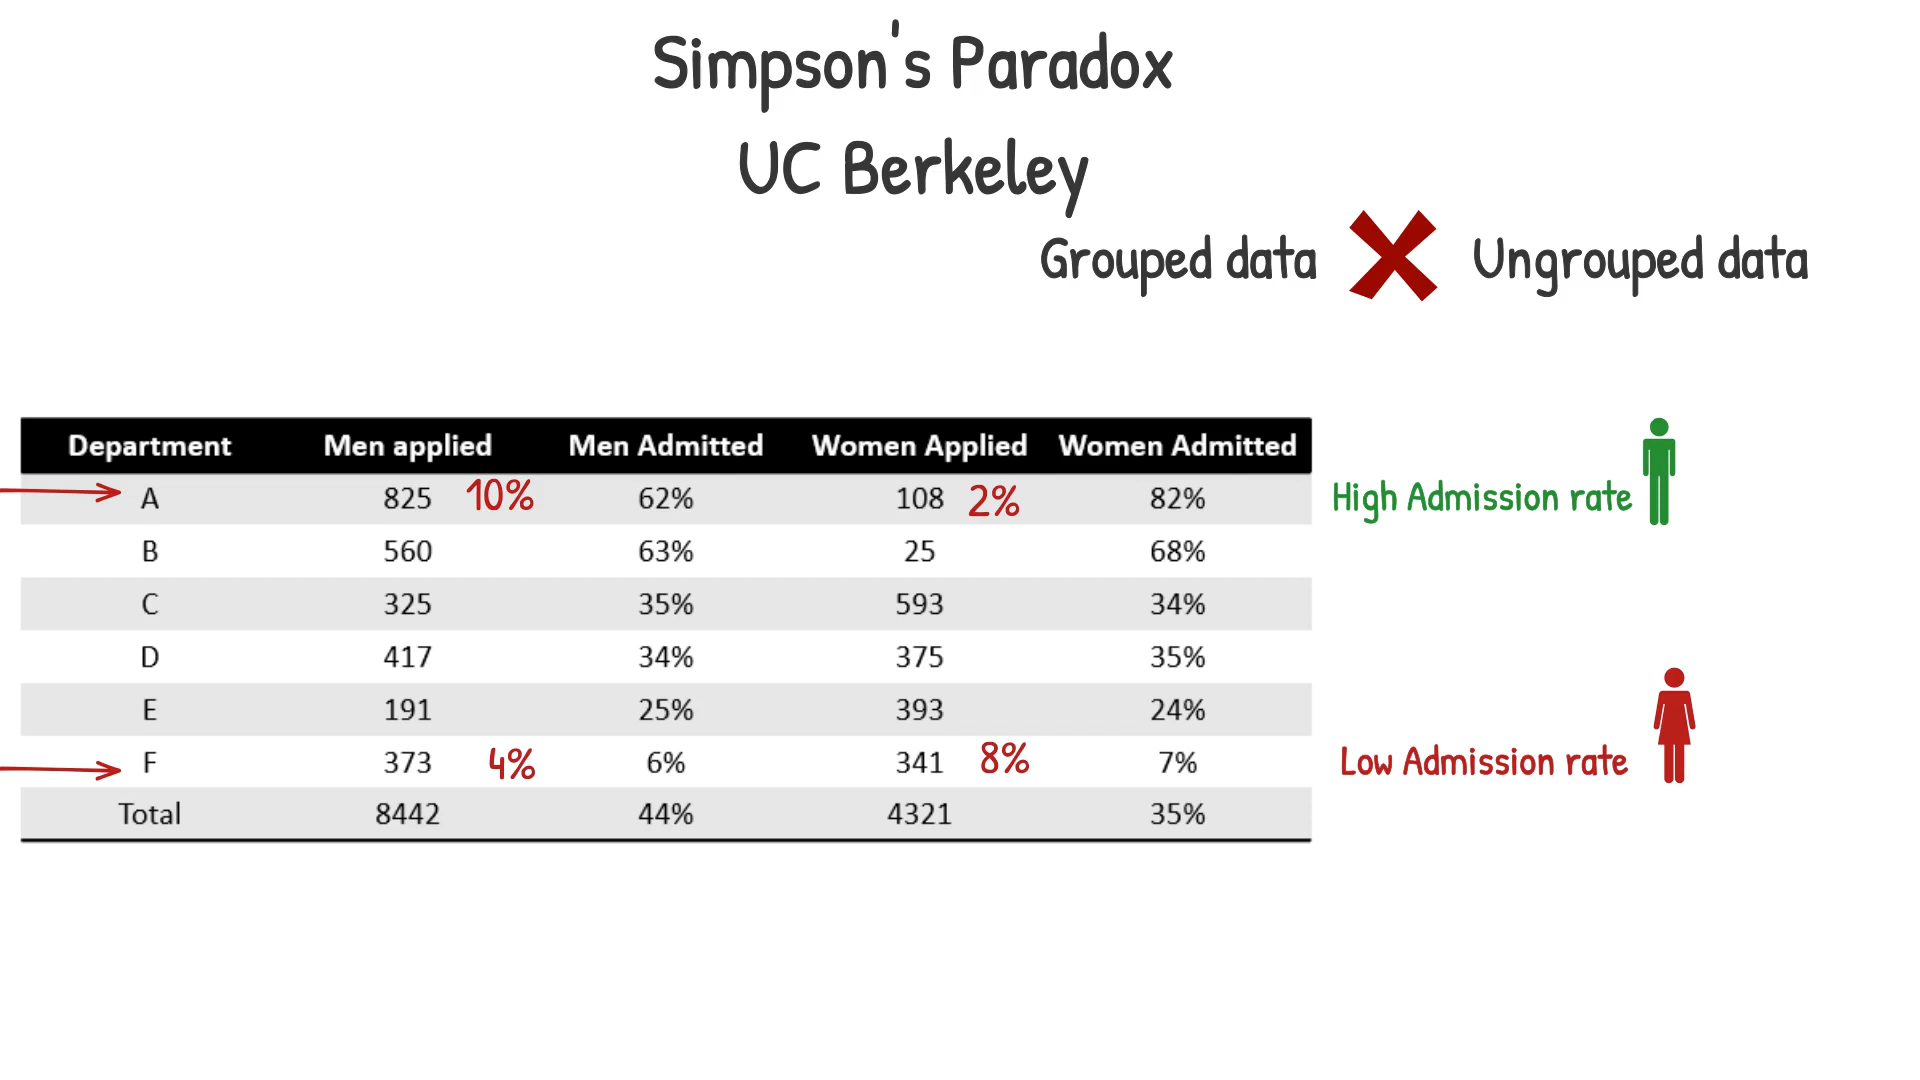 Simpson's Paradox
UC Berkeley
Grouped data Ungrouped data
Department Men applied Men Admitted Women Applied Women Admitted
A 825 10% 62% 108 2% 82% High Admission rate
B 560 63% 25 68%
C 325 35% 593 34%
D 417 34% 375 35%
E 191 25% 393 24%
F 373 4% 6% 341 8% 7% Low Admission rate
Total 8442 44% 4321 35%